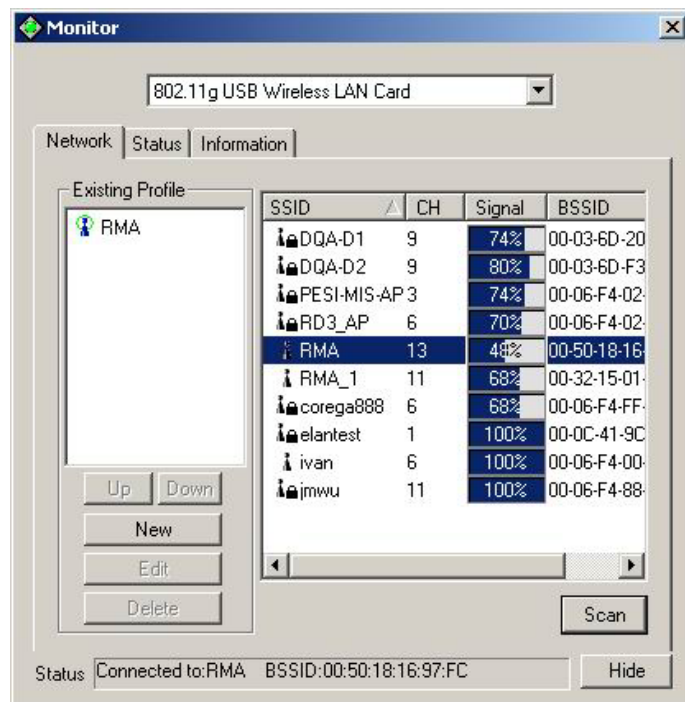 Monitor
802.11g USB Wireless LAN Card
Network Status Information
Existing Profile
RMA
SSID CH Signal BSSID
DQA-D1 9 74% 00-03-6D-20
DQA-D2 9 80% 00-03-6D-F3
PESI-MIS-AP 3 74% 00-06-F4-02-
RD3_AP 6 70% 00-06-F4-02-
RMA 13 48% 00-50-18-16-
RMA_1 11 68% 00-32-15-01-
corega888 6 68% 00-06-F4-FF-
elantest 1 100% 00-0C-41-9C
ivan 6 100% 00-06-F4-00-
jmwu 11 100% 00-06-F4-88-
Up Down
New
Edit
Delete
Scan
Status Connected to:RMA BSSID:00:50:18:16:97:FC Hide